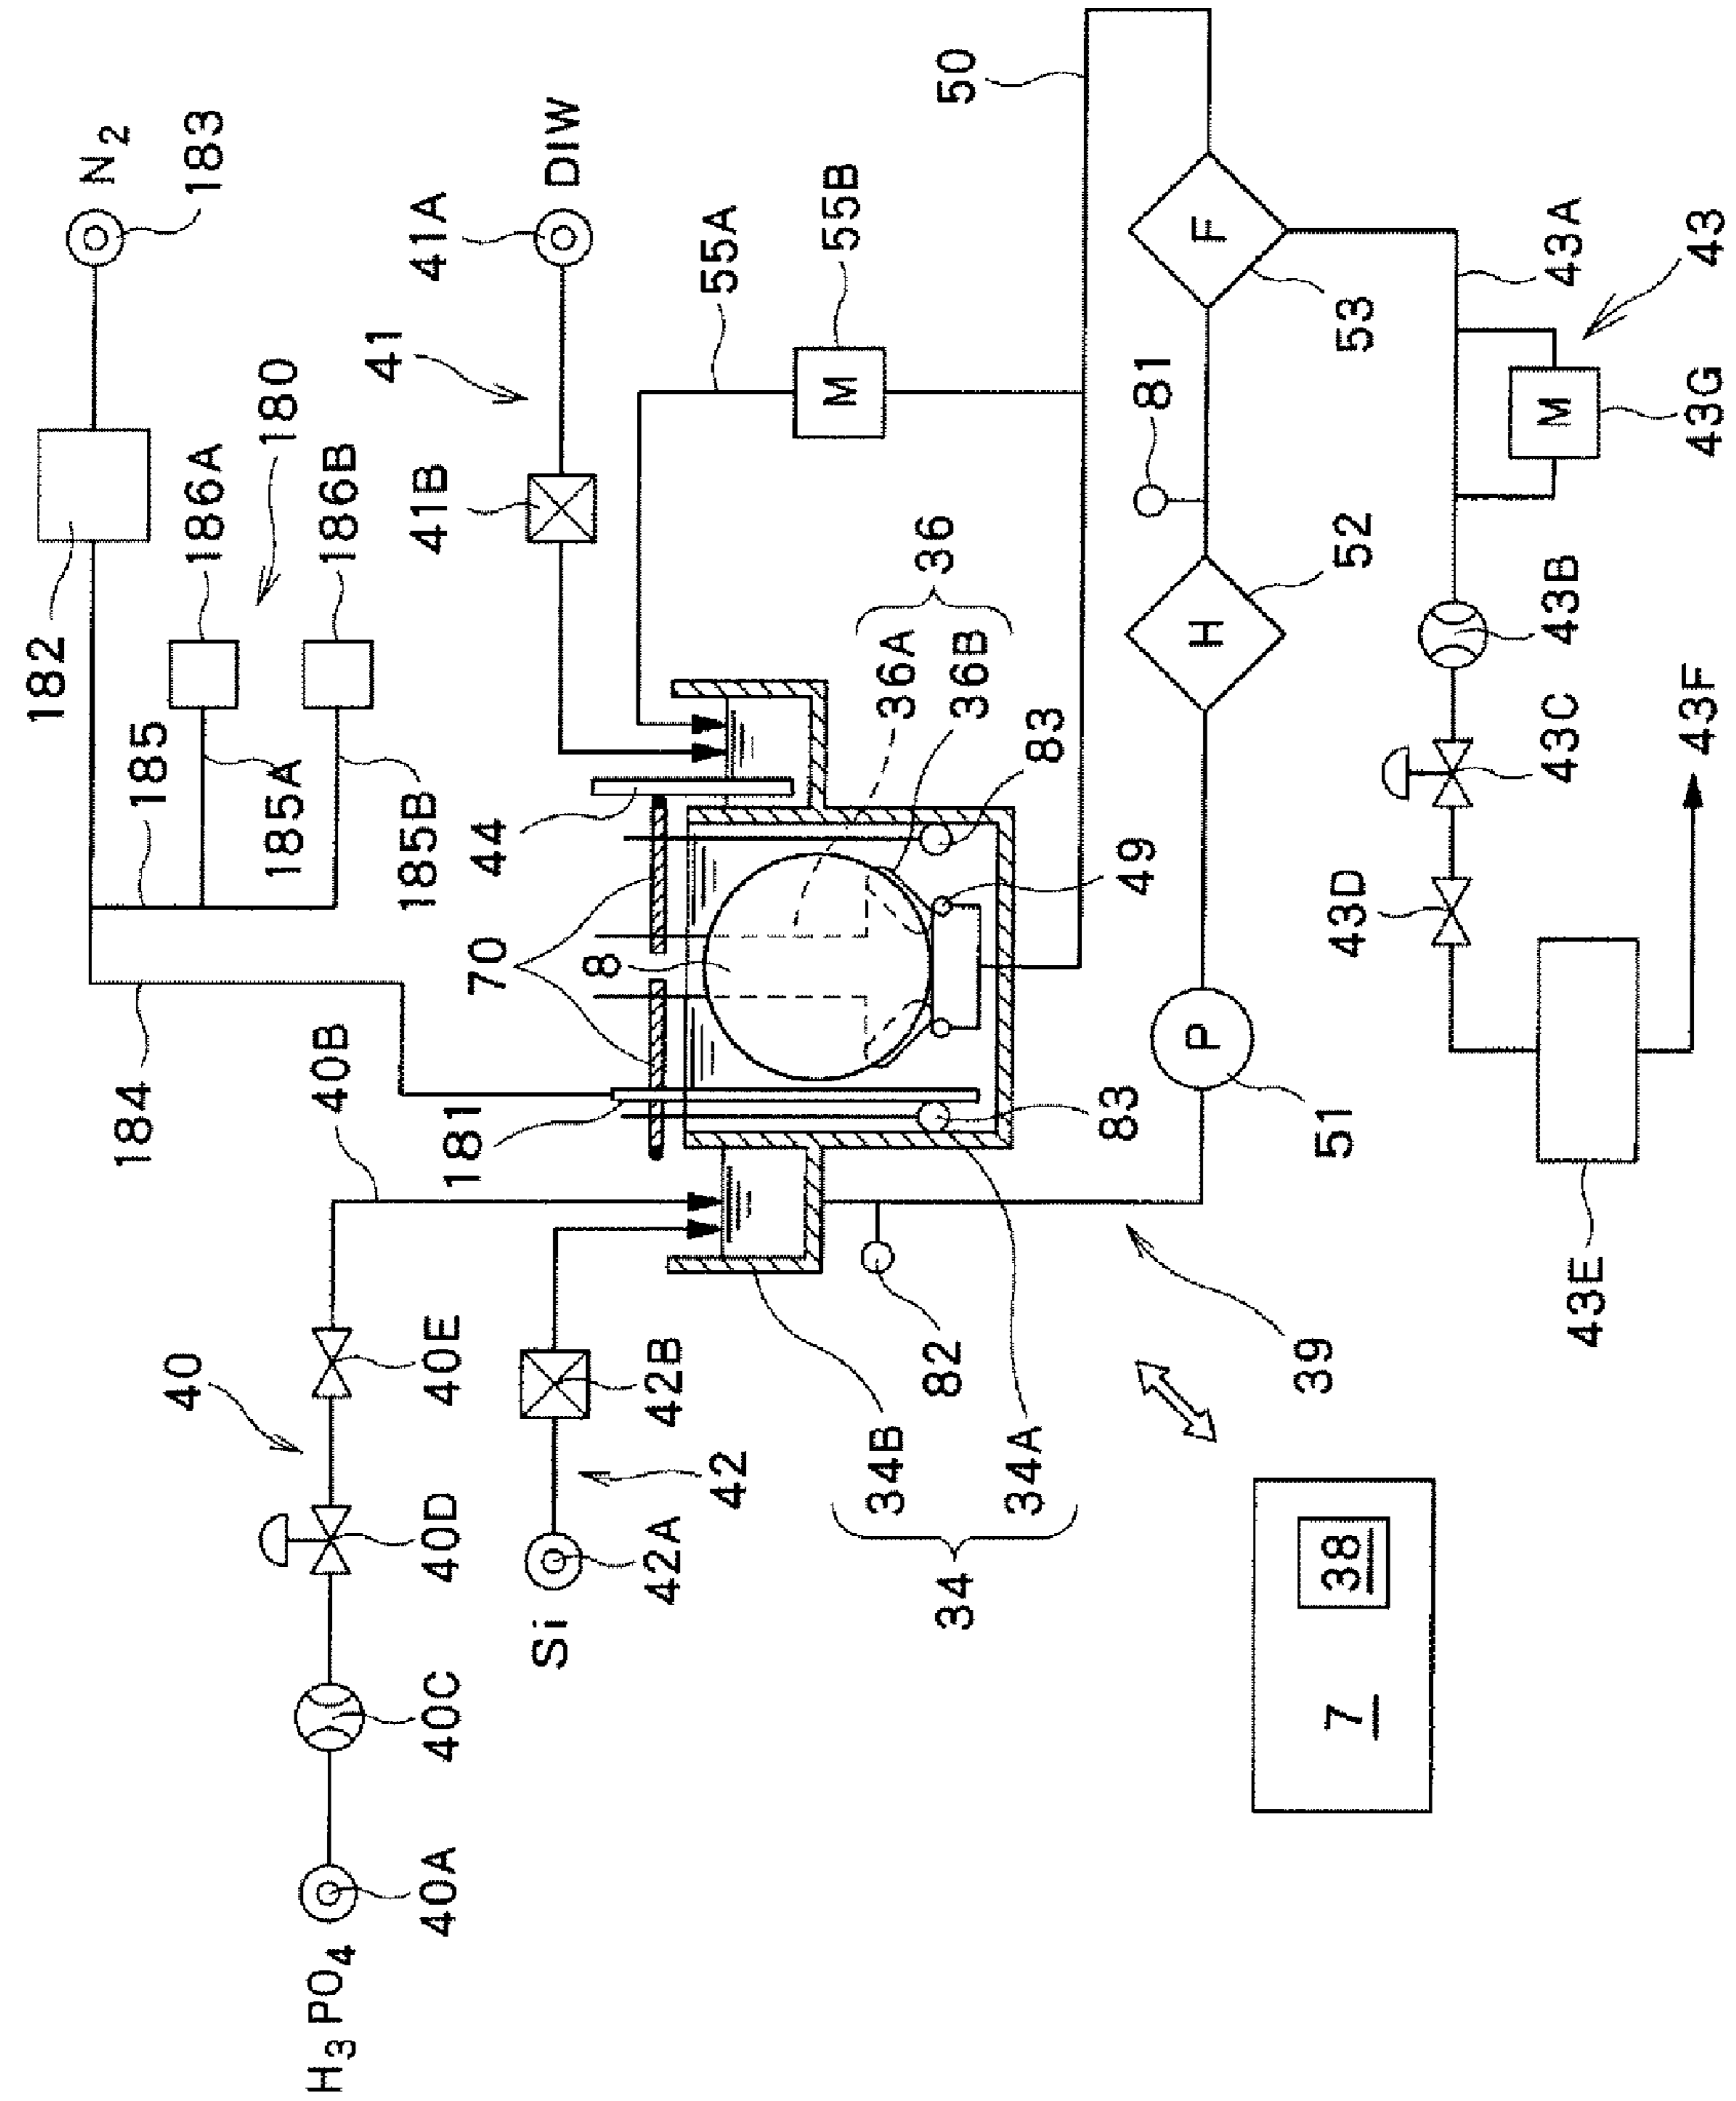 N2
183
182
186A
180
186B
185
185A
185B
184
41A
DIW
41
41B
55A
55B
M
44
70
8
181
36
36A
36B
83
49
83
50
F
53
81
H
52
P
51
43A
43
43G
M
43B
43C
43D
43F
43E
40B
40
40E
40D
40C
40A
H3PO4
42B
42
42A
Si
34B
34A
34
82
39
38
7